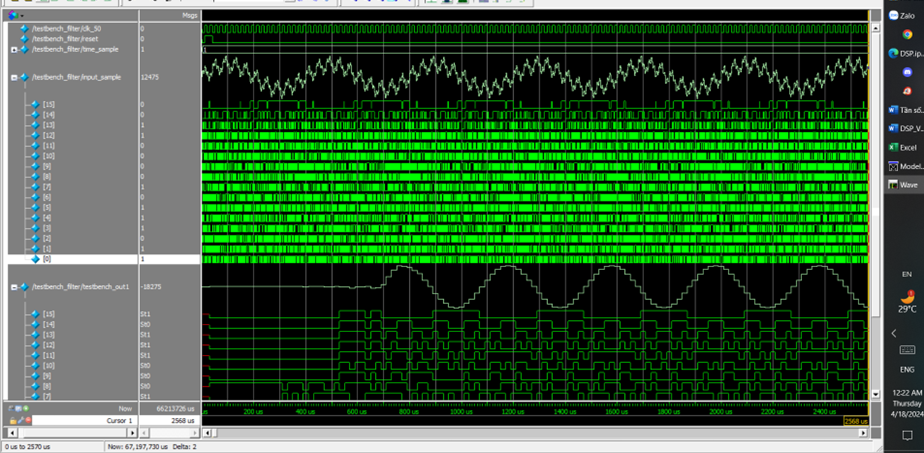 Msgs
/testbench_filter/clk_50 0
/testbench_filter/reset 0
/testbench_filter/time_sample 1
/testbench_filter/input_sample 12475
[15] 0
[14] 0
[13] 1
[12] 1
[11] 0
[10] 0
[9] 0
[8] 0
[7] 1
[6] 0
[5] 1
[4] 1
[3] 1
[2] 0
[1] 1
[0] 1
/testbench_filter/testbench_out1 -18275
[15] St1
[14] St0
[13] St1
[12] St1
[11] St1
[10] St0
[9] St0
[8] St0
[7] St1
Now 66213726 us
Cursor 1 2568 us
us 200 us 400 us 600 us 800 us 1000 us 1200 us 1400 us 1600 us 1800 us 2000 us 2200 us 2400 us
2568 us
0 us to 2570 us Now: 67,197,730 us Delta: 2
Zalo
DSP.ip...
Tần số...
DSP_V...
Excel
Model...
Wave
EN
29°C
ENG
12:22 AM
Thursday
4/18/2024